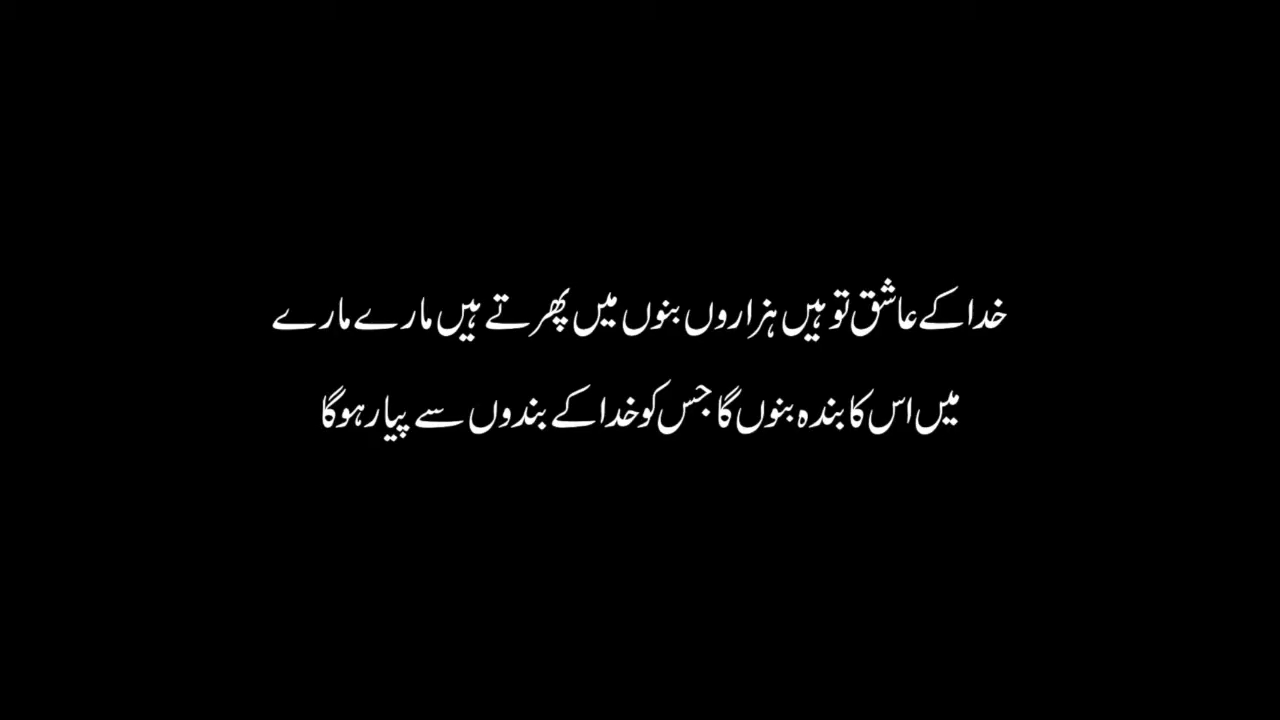 خدا کے عاشق تو ہیں ہزاروں بنوں میں پھرتے ہیں مارے مارے
میں اس کا بندہ بنوں گا جس کو خدا کے بندوں سے پیار ہوگا